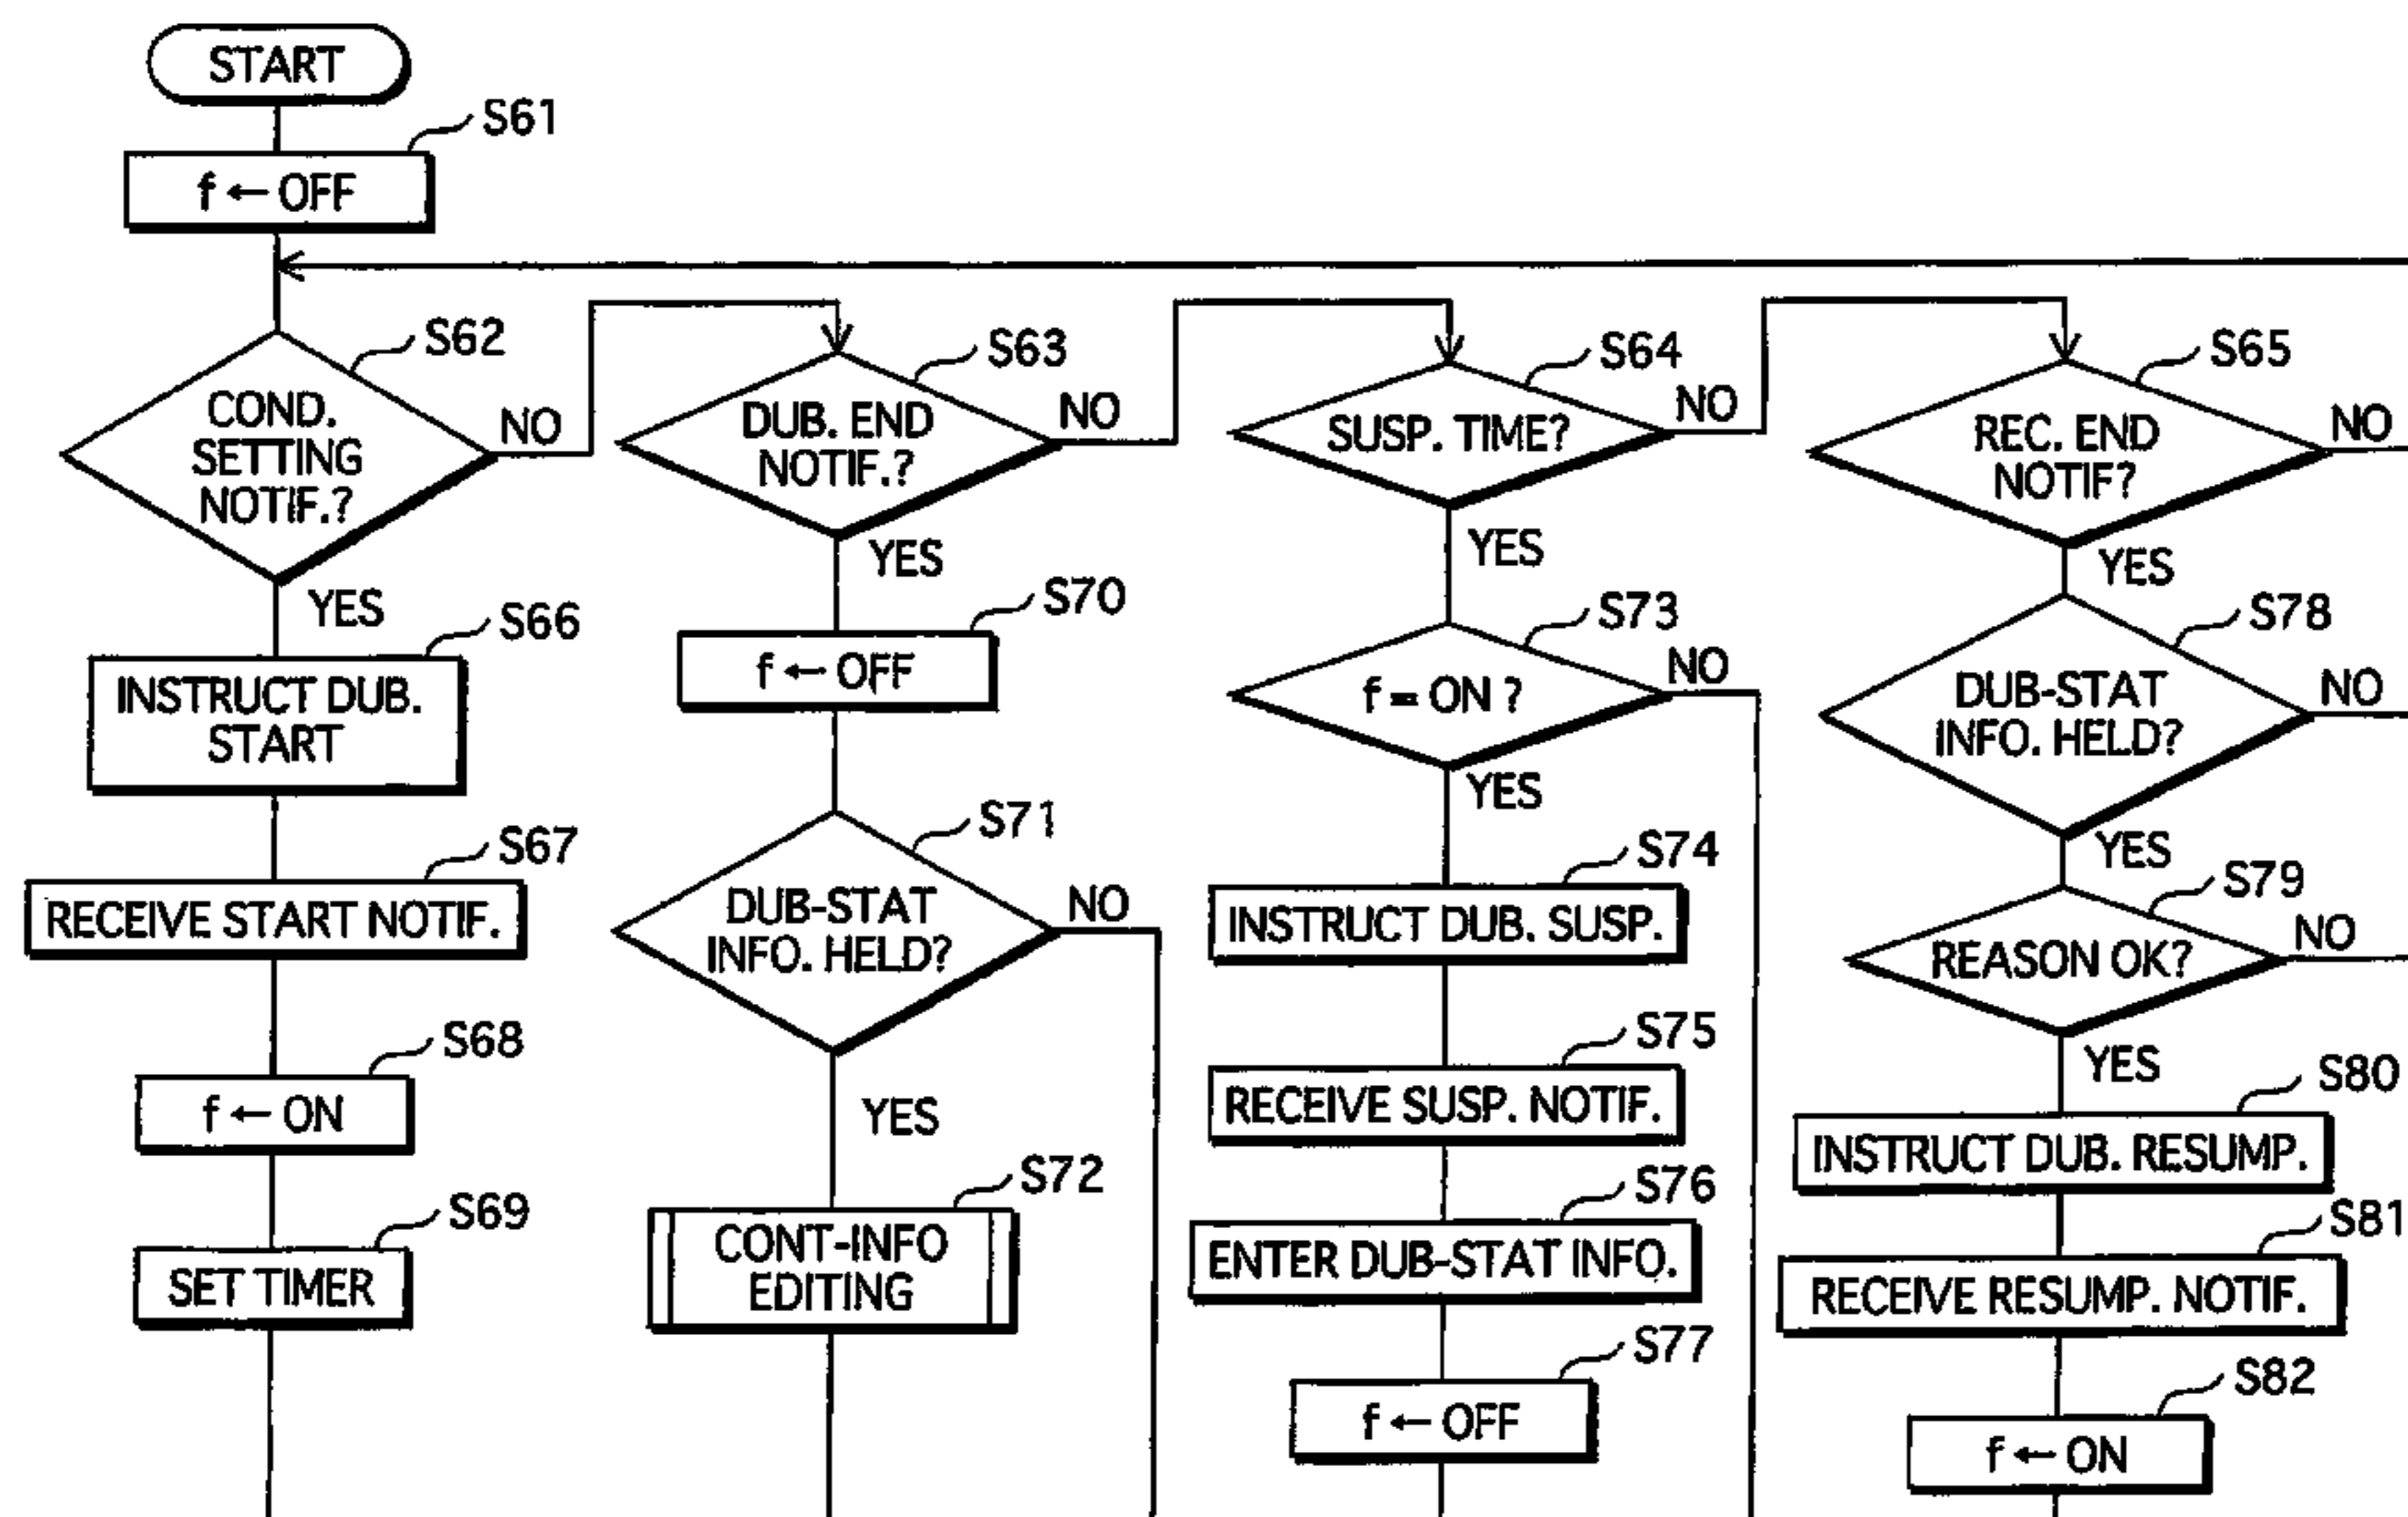 START
S61
f ← OFF
S62
COND.
SETTING
NOTIF.?
NO
YES
S63
DUB. END
NOTIF.?
NO
YES
S64
SUSP. TIME?
NO
YES
S65
REC. END
NOTIF?
NO
YES
S66
INSTRUCT DUB.
START
S67
RECEIVE START NOTIF.
S68
f ← ON
S69
SET TIMER
S70
f ← OFF
S71
DUB-STAT
INFO. HELD?
NO
YES
S72
CONT-INFO
EDITING
S73
f = ON ?
NO
YES
S74
INSTRUCT DUB. SUSP.
S75
RECEIVE SUSP. NOTIF.
S76
ENTER DUB-STAT INFO.
S77
f ← OFF
S78
DUB-STAT
INFO. HELD?
NO
YES
S79
REASON OK?
NO
YES
S80
INSTRUCT DUB. RESUMP.
S81
RECEIVE RESUMP. NOTIF.
S82
f ← ON